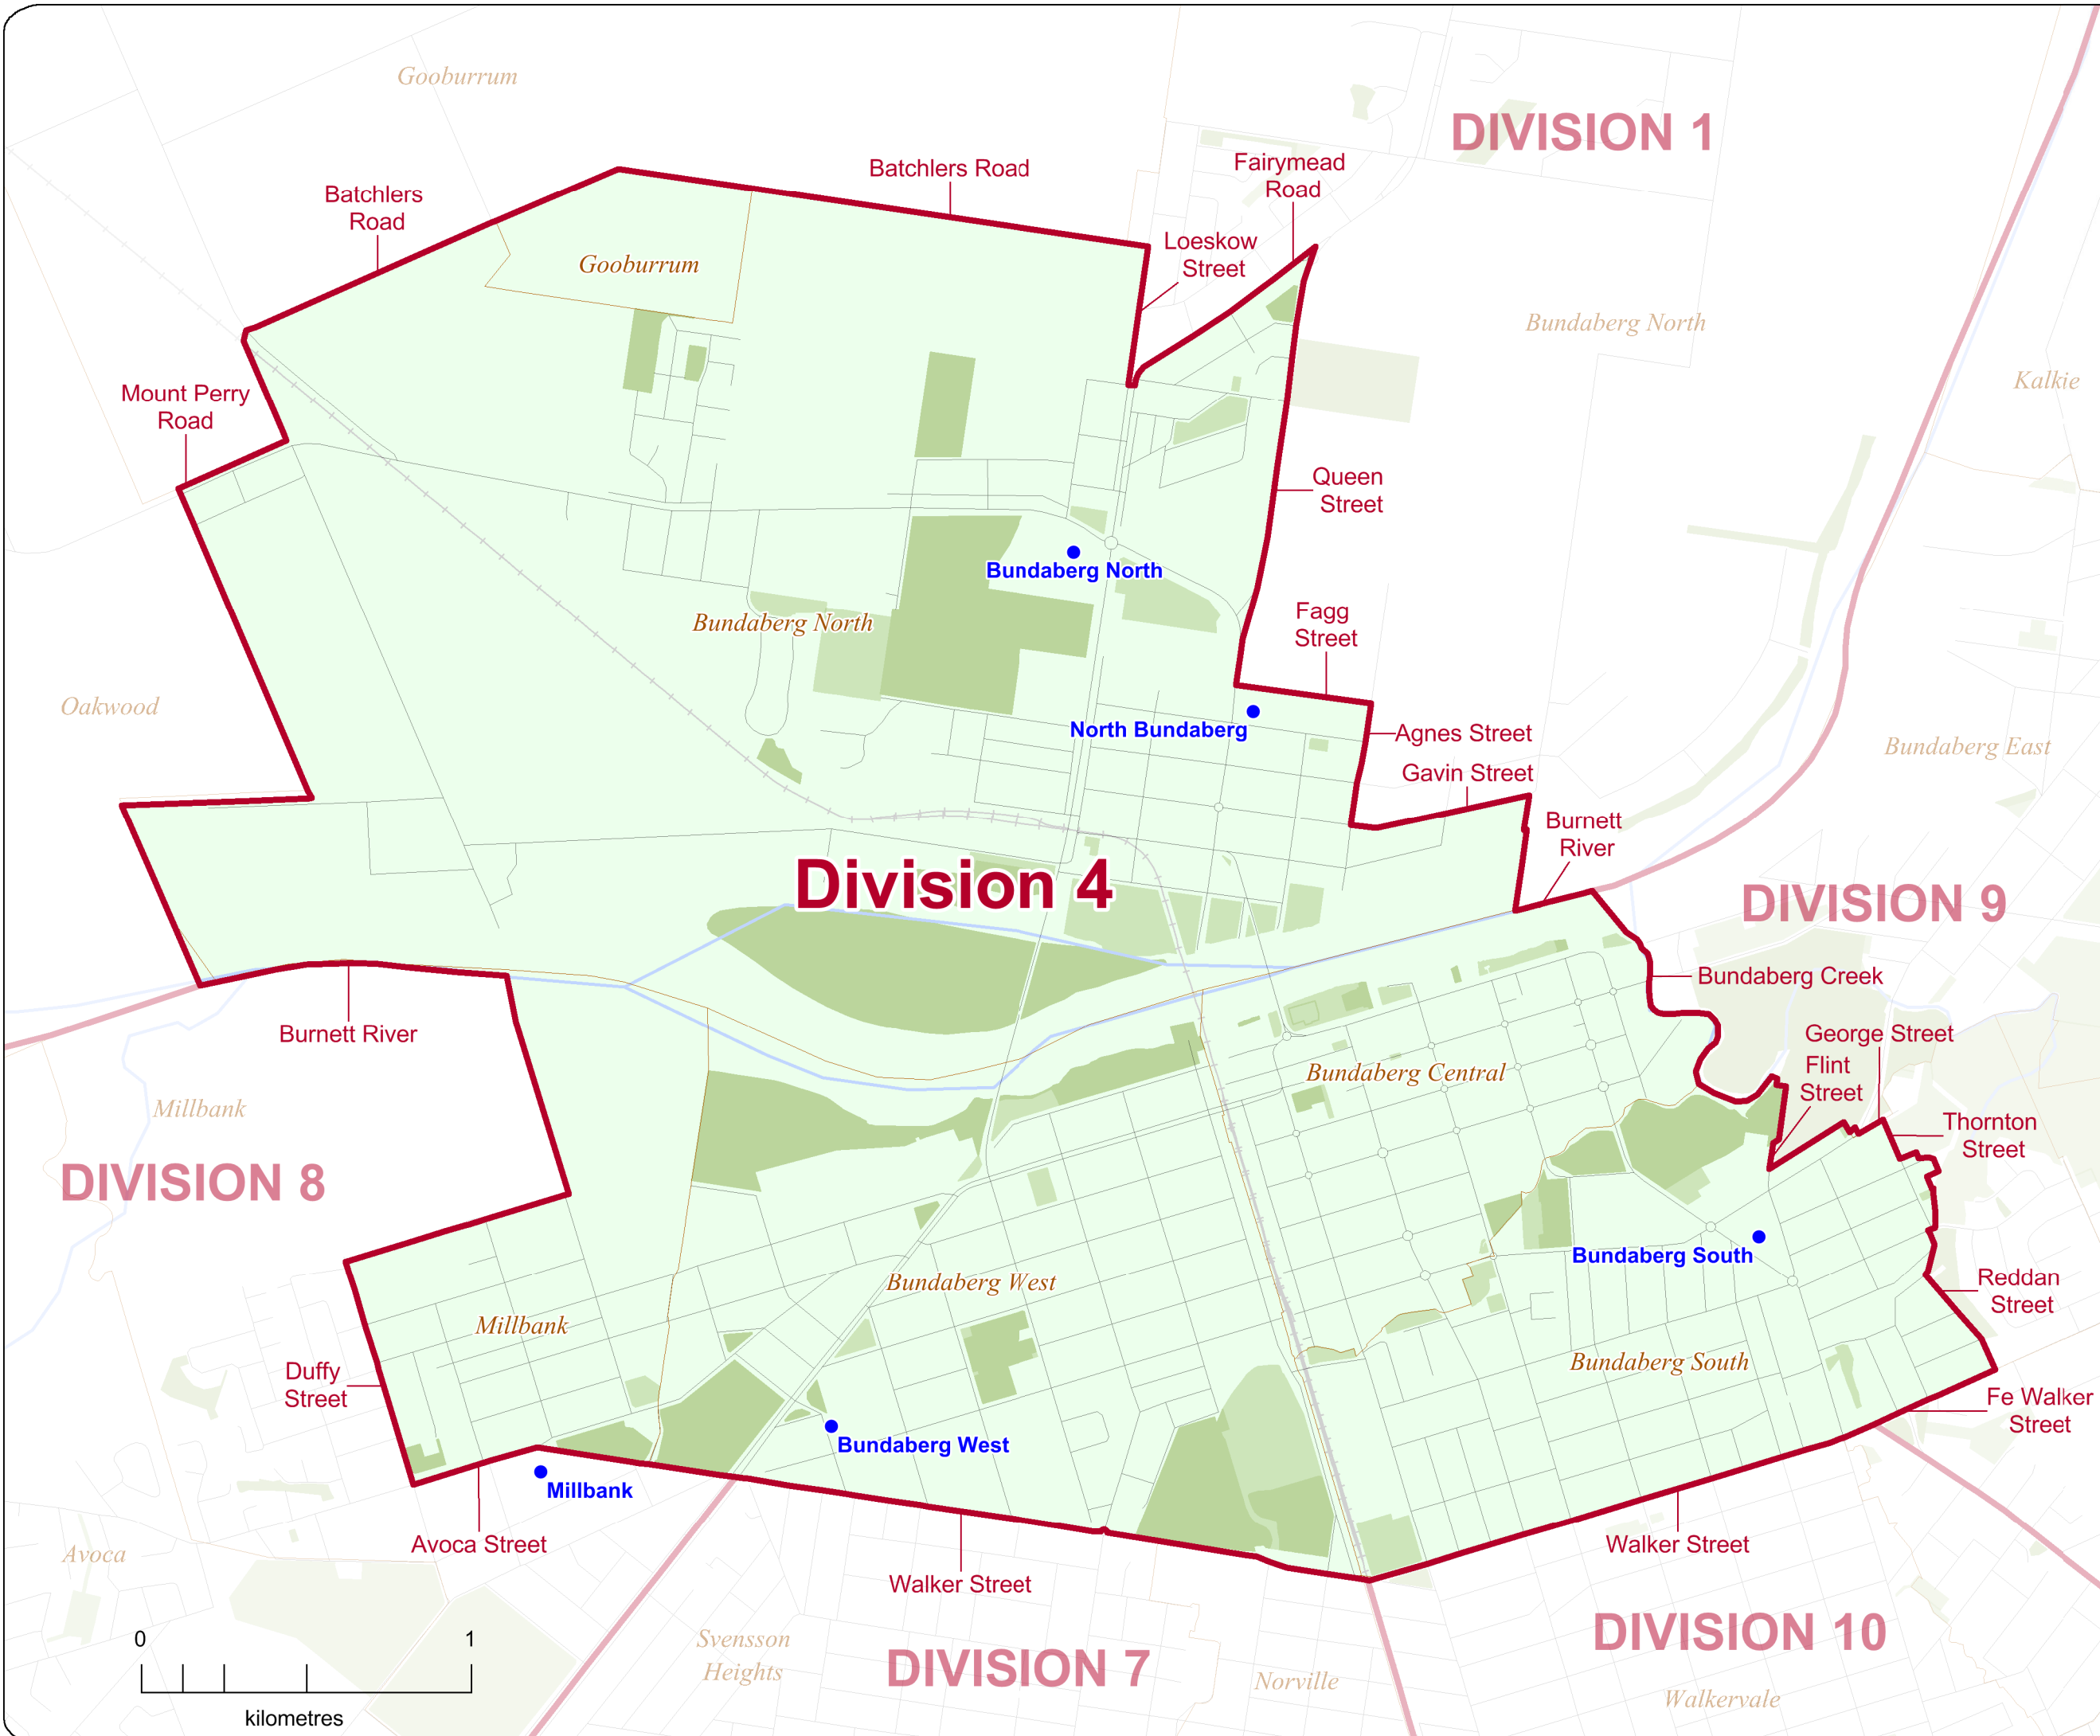 Gooburrum
DIVISION 1
Batchlers Road
Fairymead
Road
Batchlers
Road
Loeskow
Street
Gooburrum
Bundaberg North
Kalkie
Mount Perry
Road
Queen
Street
Bundaberg North
Fagg
Street
Bundaberg North
Oakwood
North Bundaberg
Agnes Street
Bundaberg East
Gavin Street
Burnett
River
Division 4
DIVISION 9
Bundaberg Creek
Burnett River
George Street
Flint
Street
Bundaberg Central
Millbank
Thornton
Street
DIVISION 8
Bundaberg South
Bundaberg West
Reddan
Street
Millbank
Bundaberg South
Duffy
Street
Fe Walker
Street
Bundaberg West
Millbank
Avoca Street
Walker Street
Avoca
Walker Street
0
1
kilometres
Svensson
Heights
DIVISION 7
Norville
DIVISION 10
Walkervale